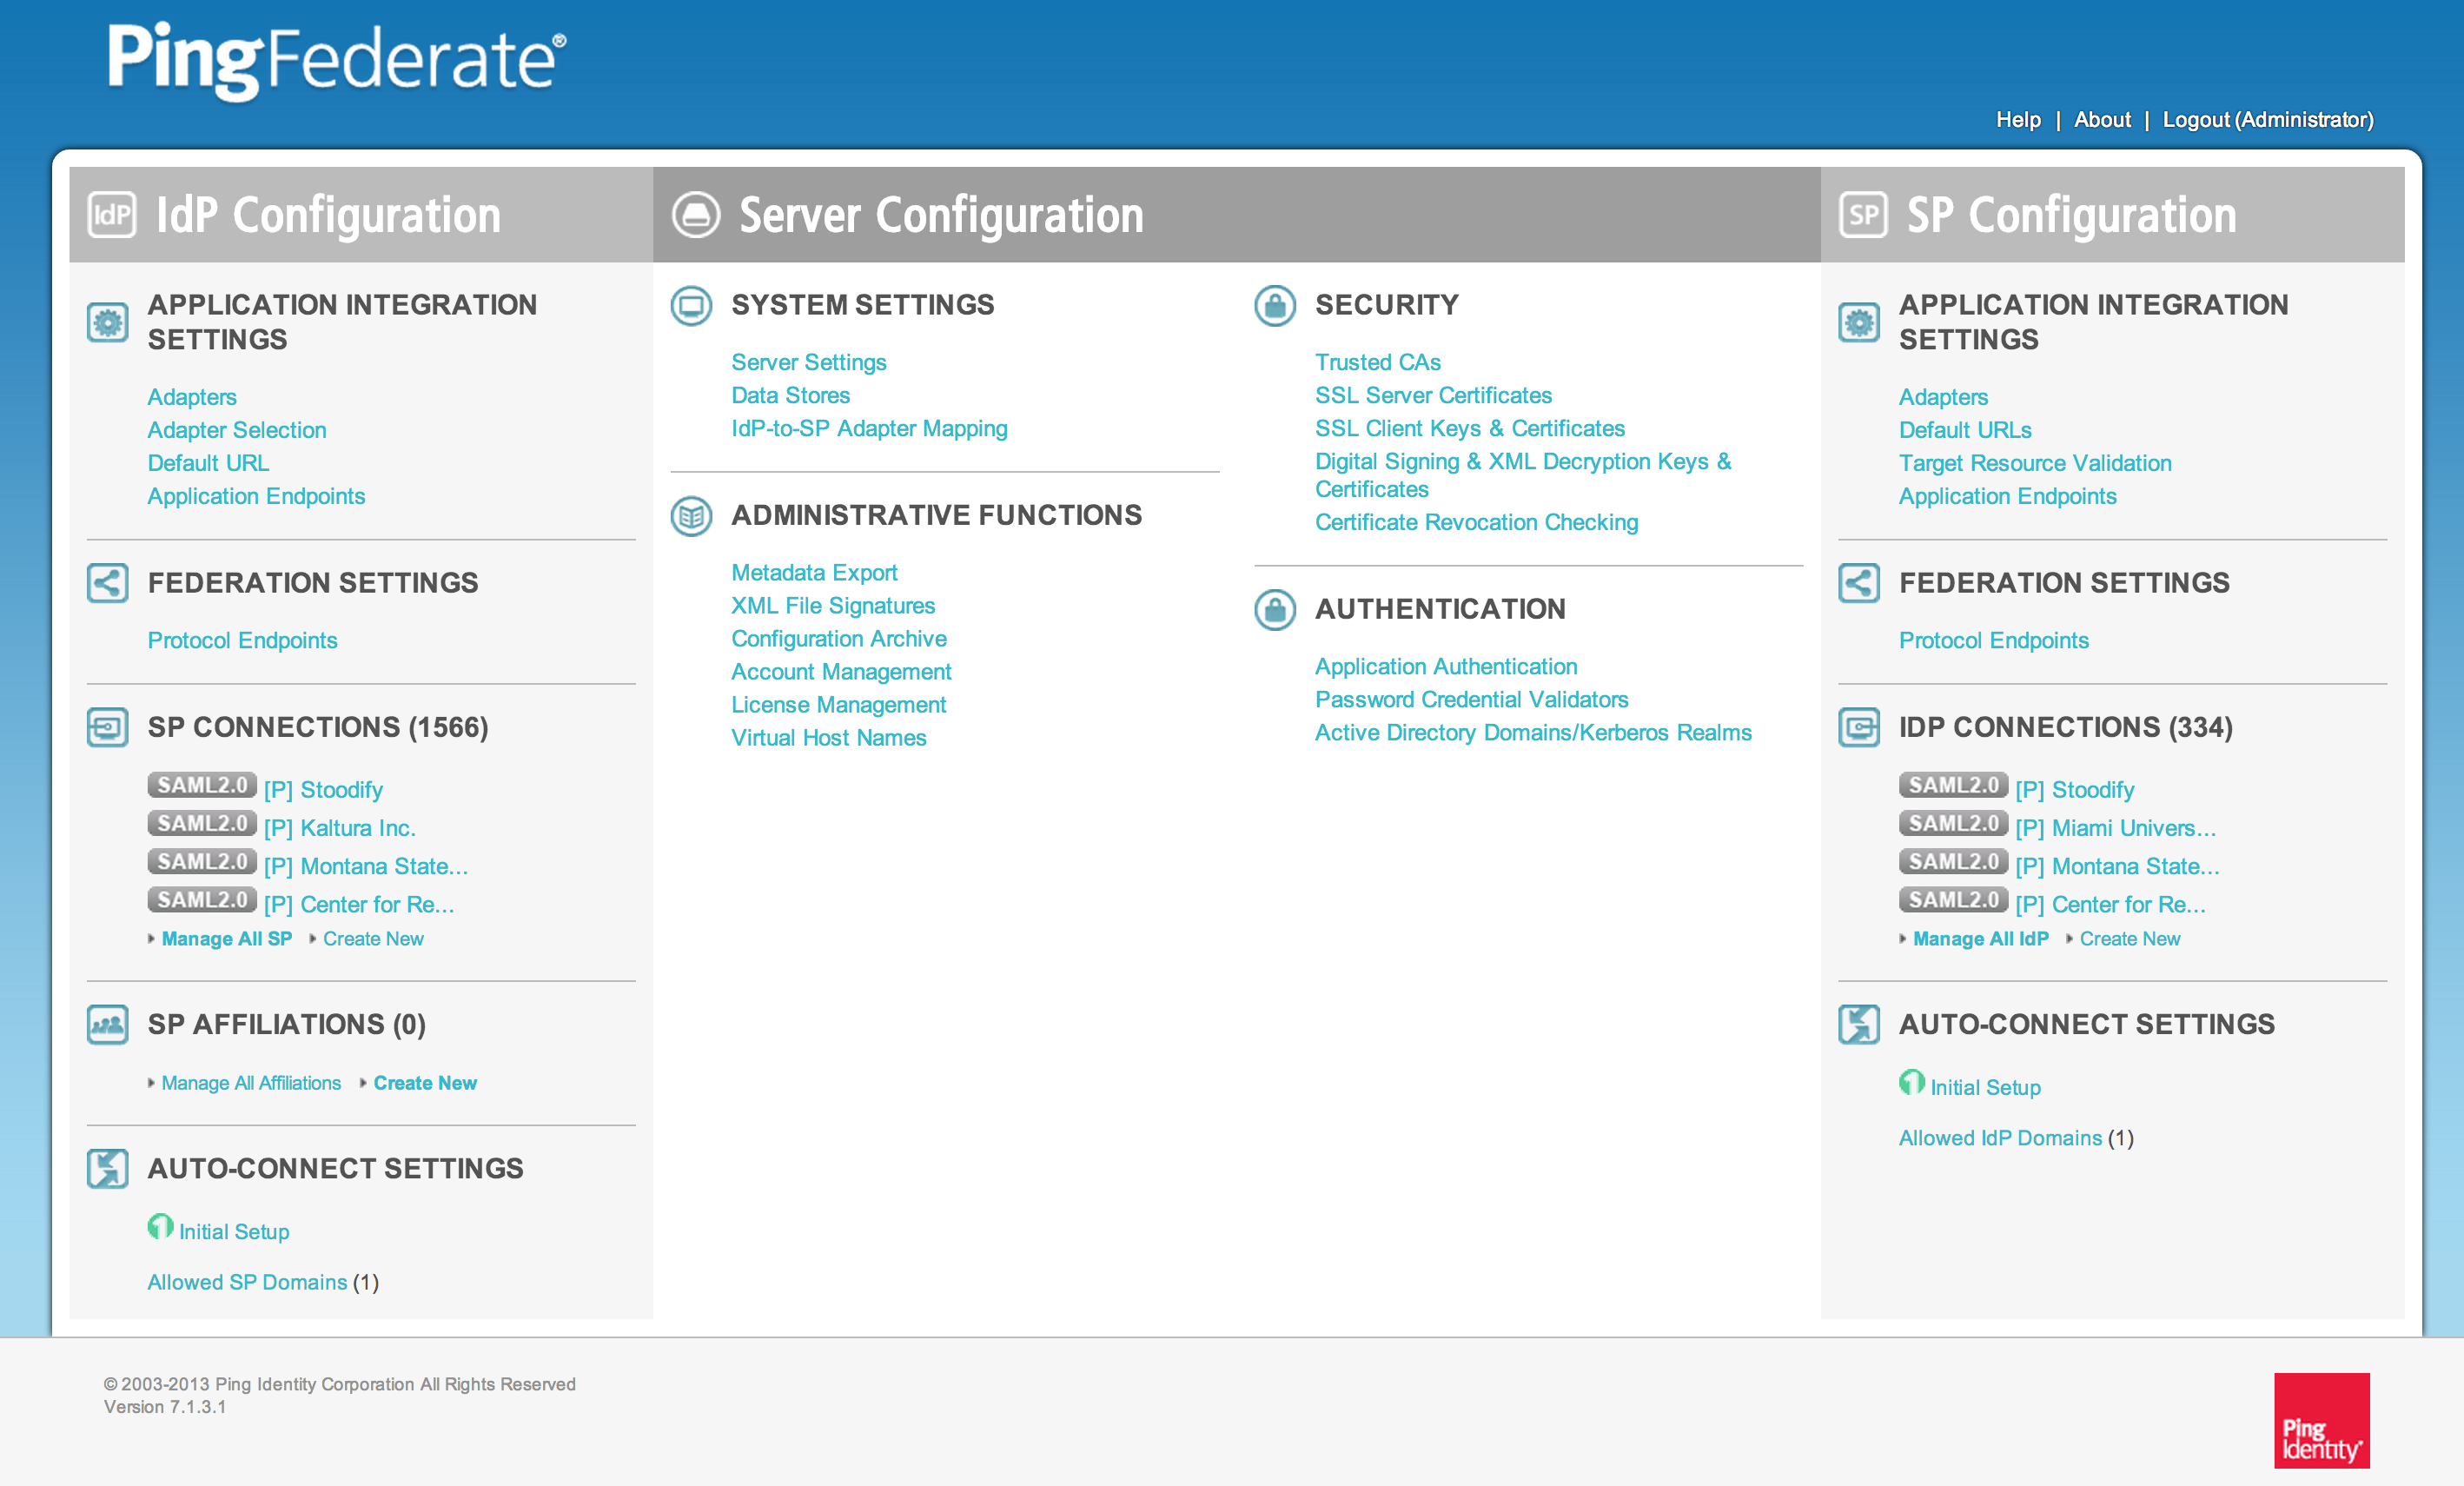 PingFederate®
Help | About | Logout (Administrator)
IdP IdP Configuration
APPLICATION INTEGRATION
SETTINGS
Adapters
Adapter Selection
Default URL
Application Endpoints
FEDERATION SETTINGS
Protocol Endpoints
SP CONNECTIONS (1566)
SAML2.0 [P] Stoodify
SAML2.0 [P] Kaltura Inc.
SAML2.0 [P] Montana State...
SAML2.0 [P] Center for Re...
Manage All SP Create New
SP AFFILIATIONS (0)
Manage All Affiliations Create New
AUTO-CONNECT SETTINGS
1 Initial Setup
Allowed SP Domains (1)
Server Configuration
SYSTEM SETTINGS
Server Settings
Data Stores
IdP-to-SP Adapter Mapping
ADMINISTRATIVE FUNCTIONS
Metadata Export
XML File Signatures
Configuration Archive
Account Management
License Management
Virtual Host Names
SECURITY
Trusted CAs
SSL Server Certificates
SSL Client Keys & Certificates
Digital Signing & XML Decryption Keys &
Certificates
Certificate Revocation Checking
AUTHENTICATION
Application Authentication
Password Credential Validators
Active Directory Domains/Kerberos Realms
SP SP Configuration
APPLICATION INTEGRATION
SETTINGS
Adapters
Default URLs
Target Resource Validation
Application Endpoints
FEDERATION SETTINGS
Protocol Endpoints
IDP CONNECTIONS (334)
SAML2.0 [P] Stoodify
SAML2.0 [P] Miami Univers...
SAML2.0 [P] Montana State...
SAML2.0 [P] Center for Re...
Manage All IdP Create New
AUTO-CONNECT SETTINGS
1 Initial Setup
Allowed IdP Domains (1)
© 2003-2013 Ping Identity Corporation All Rights Reserved
Version 7.1.3.1
Ping
Identity®